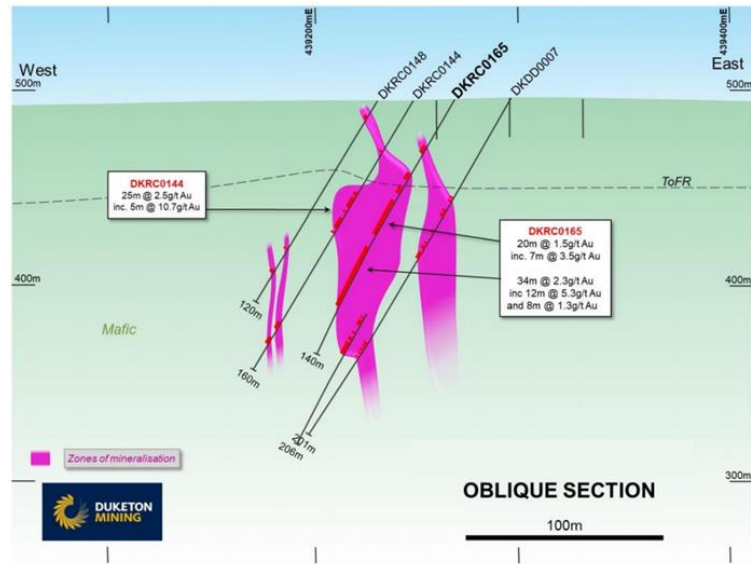 439200mE
439400mE
West
East
500m
500m
DKRC0148
DKRC0144
DKRC0165
DKDD0007
DKRC0144
25m @ 2.5g/t Au
inc. 5m @ 10.7g/t Au
ToFR
DKRC0165
20m @ 1.5g/t Au
inc. 7m @ 3.5g/t Au
34m @ 2.3g/t Au
inc 12m @ 5.3g/t Au
and 8m @ 1.3g/t Au
400m
400m
120m
Mafic
140m
160m
201m
206m
Zones of mineralisation
300m
DUKETON
MINING
OBLIQUE SECTION
100m